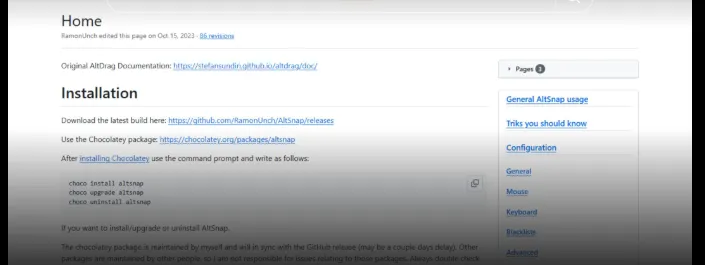 Home
RamonUnch edited this page on Oct 15, 2023 · 86 revisions
Original AltDrag Documentation: https://stefansundin.github.io/altdrag/doc/
Pages 3
Installation
General AltSnap usage
Download the latest build here: https://github.com/RamonUnch/AltSnap/releases
Triks you should know
Use the Chocolatey package: https://chocolatey.org/packages/altsnap
Configuration
After installing Chocolatey use the command prompt and write as follows:
General
choco install altsnap
choco upgrade altsnap
choco uninstall altsnap
Mouse
Keyboard
If you want to install/upgrade or uninstall AltSnap.
Blacklists
The chocolatey package is maintained by myself and will in sync with the GitHub release (may be a couple days delay). Other
Advanced
packages are maintained by other people, so I am not responsible for issues relating to those packages. Always double check